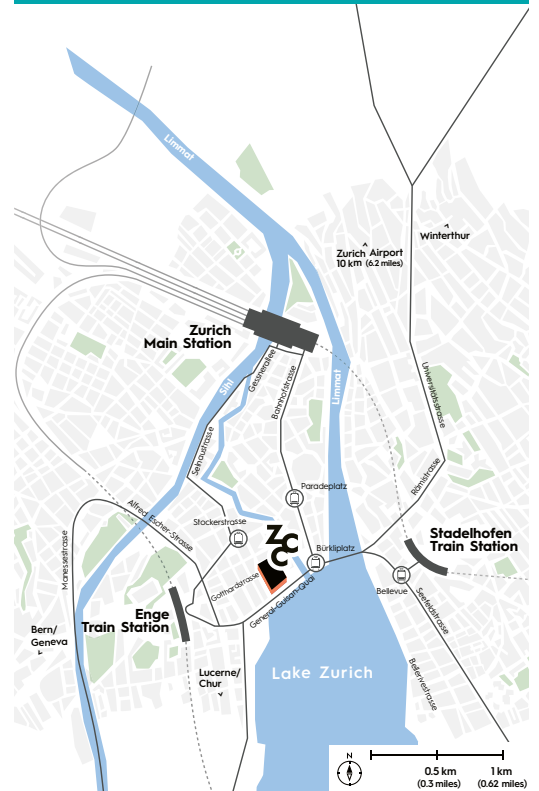 Limmat
Winterthur
Zurich Airport
10 km (6.2 miles)
Zurich
Main Station
Gessnerallee
Sihl
Bahnhofstrasse
Limmat
Universitätsstrasse
Selnaustrasse
Rämistrasse
Paradeplatz
Alfred Escher-Strasse
Stockerstrasse
ZCC
Stadelhofen
Train Station
Manessestrasse
Bürkliplatz
Gotthardstrasse
General-Guisan-Quai
Bellevue
Seefeldstrasse
Enge
Train Station
Bern/
Geneva
Lucerne/
Chur
Lake Zurich
Bellerivestrasse
N
0.5 km
(0.3 miles)
1 km
(0.62 miles)